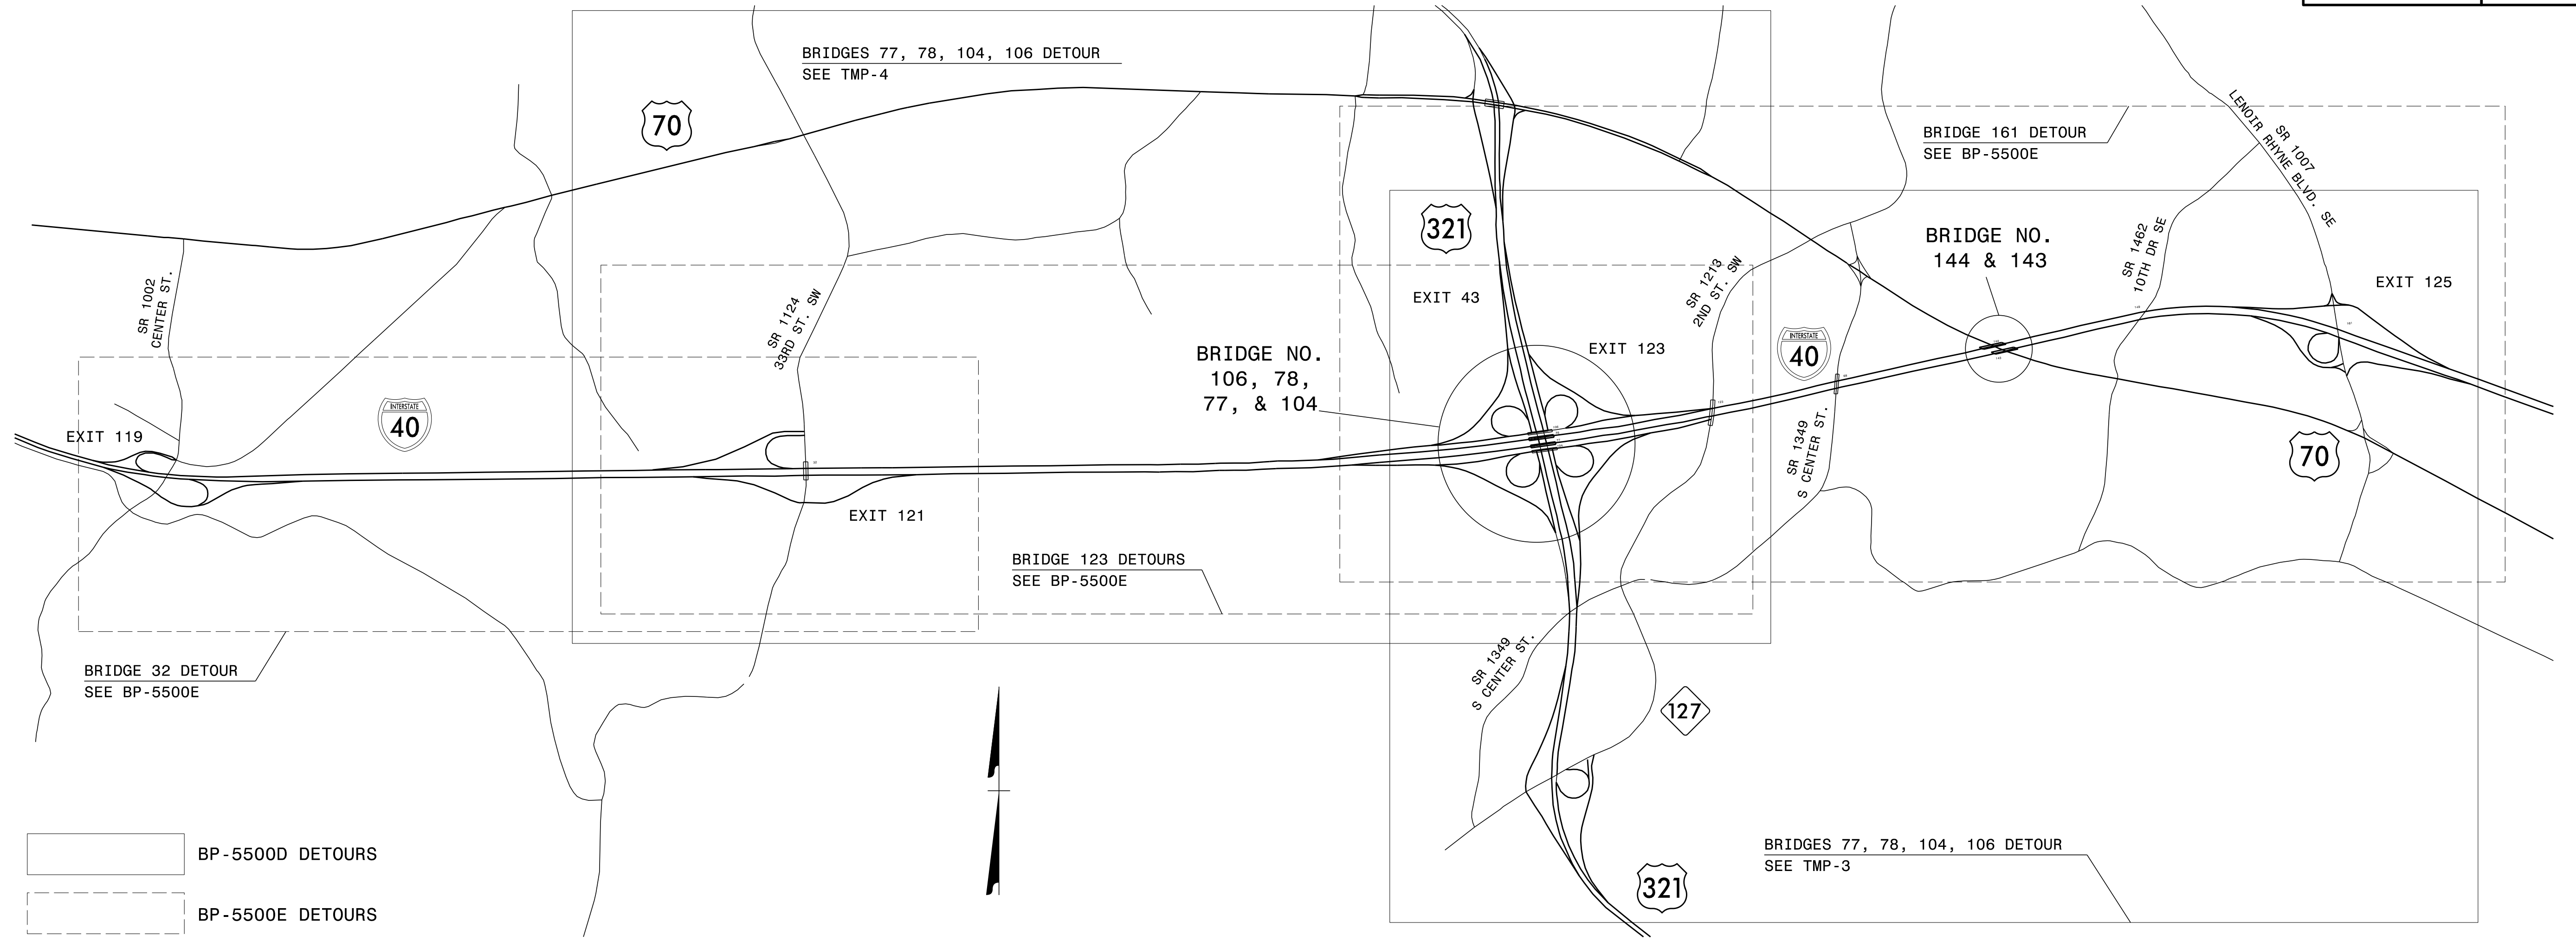 BRIDGES 77, 78, 104, 106 DETOUR
SEE TMP-4
70
BRIDGE 161 DETOUR
SEE BP-5500E
SR 1007
LENOIR RHYNE BLVD. SE
321
EXIT 43
BRIDGE NO.
144 & 143
SR 1462
10TH DR SE
EXIT 125
SR 1002
CENTER ST.
SR 1124
33RD ST. SW
SR 1213
2ND ST. SW
BRIDGE NO.
106, 78,
77, & 104
EXIT 123
INTERSTATE
40
EXIT 119
INTERSTATE
40
SR 1349
S CENTER ST.
70
EXIT 121
BRIDGE 123 DETOURS
SEE BP-5500E
BRIDGE 32 DETOUR
SEE BP-5500E
SR 1349
S CENTER ST.
127
BRIDGES 77, 78, 104, 106 DETOUR
SEE TMP-3
321
BP-5500D DETOURS
BP-5500E DETOURS